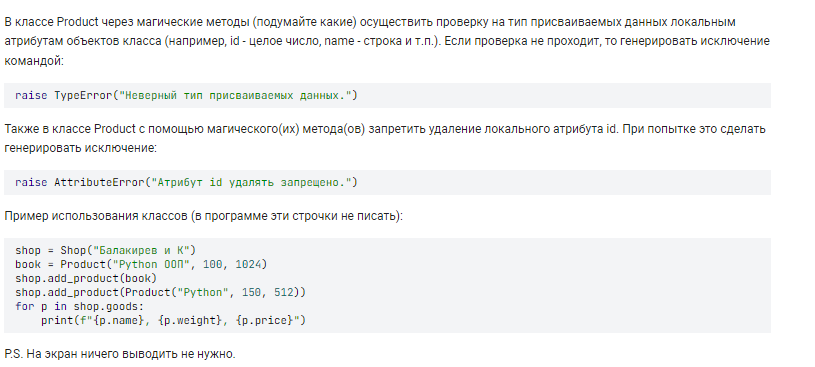 В классе Product через магические методы (подумайте какие) осуществить проверку на тип присваиваемых данных локальным
атрибутам объектов класса (например, id - целое число, name - строка и т.п.). Если проверка не проходит, то генерировать исключение
командой:
raise TypeError("Неверный тип присваиваемых данных.")
Также в классе Product с помощью магического(их) метода(ов) запретить удаление локального атрибута id. При попытке это сделать
генерировать исключение:
raise AttributeError("Атрибут id удалять запрещено.")
Пример использования классов (в программе эти строчки не писать):
shop = Shop("Балакирев и К")
book = Product("Python ООП", 100, 1024)
shop.add_product(book)
shop.add_product(Product("Python", 150, 512))
for p in shop.goods:
    print(f"{p.name}, {p.weight}, {p.price}")
P.S. На экран ничего выводить не нужно.